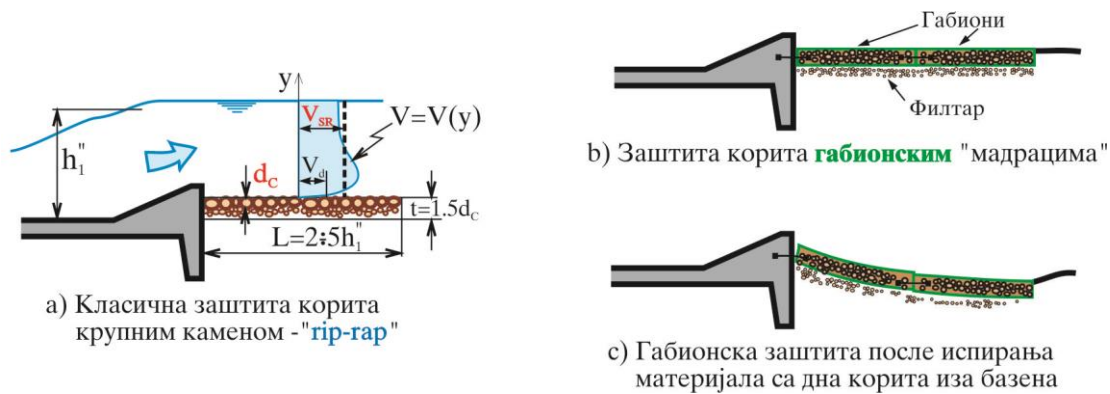 y
V_SR
V=V(y)
h₁"
V_d
d_C
t=1.5d_C
L=2÷5h₁"
a) Класична заштита корита
крупним каменом -"rip-rap"
Габиони
Филтар
b) Заштита корита габионским "мадрацима"
c) Габионска заштита после испирања
материјала са дна корита иза базена